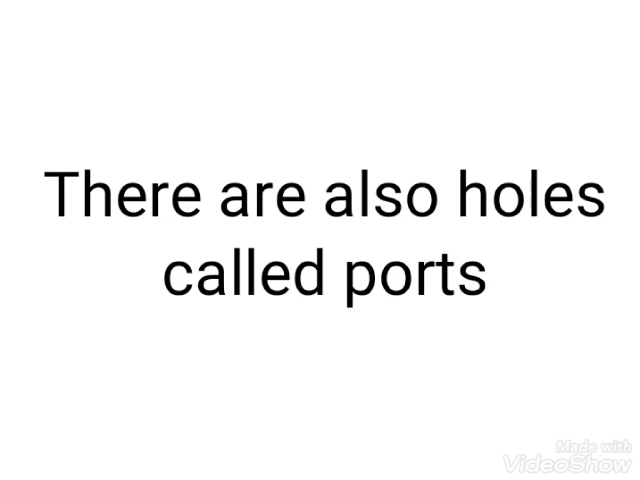 There are also holes
called ports
Made with
VideoShow